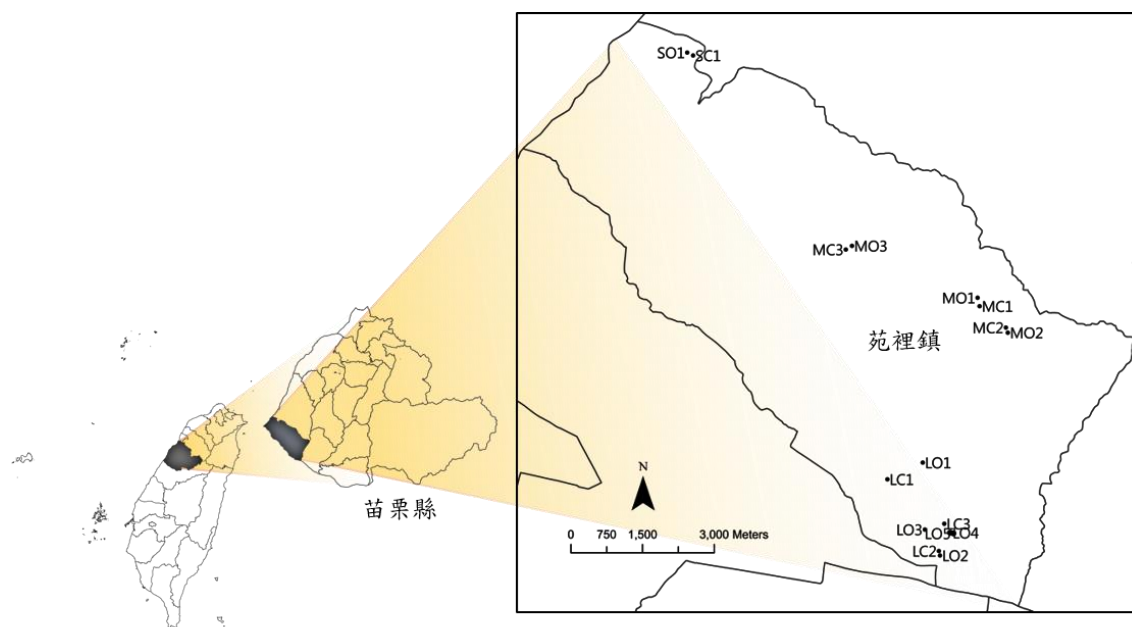 SO1
SC1
MC3
MO3
MO1
MC1
MC2
MO2
苑裡鎮
LO1
LC1
LC3
LO3
LO5
LO4
LC2
LO2
N
0 750 1,500 3,000 Meters
苗栗縣